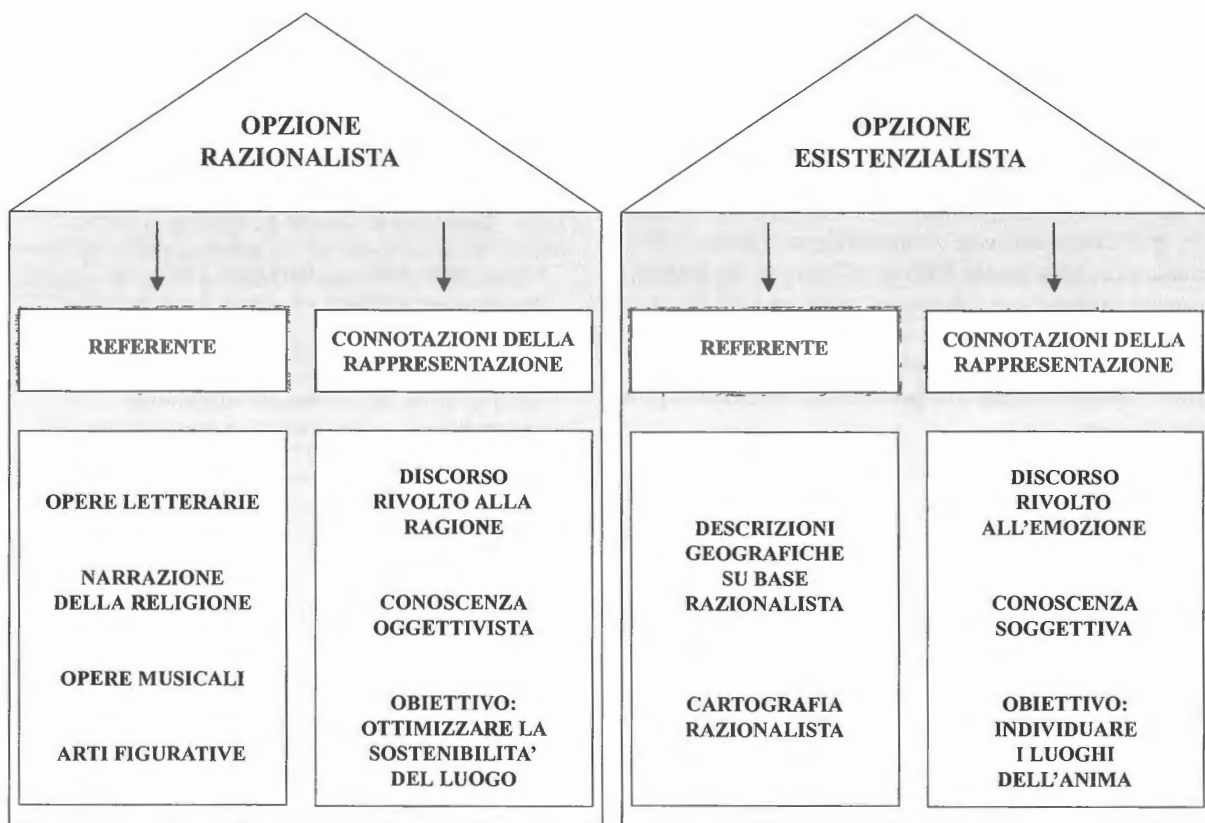 OPZIONE
RAZIONALISTA
REFERENTE
CONNOTAZIONI DELLA
RAPPRESENTAZIONE
OPERE LETTERARIE
NARRAZIONE
DELLA RELIGIONE
OPERE MUSICALI
ARTI FIGURATIVE
DISCORSO
RIVOLTO ALLA
RAGIONE
CONOSCENZA
OGGETTIVISTA
OBIETTIVO:
OTTIMIZZARE LA
SOSTENIBILITA'
DEL LUOGO
OPZIONE
ESISTENZIALISTA
REFERENTE
CONNOTAZIONI DELLA
RAPPRESENTAZIONE
DESCRIZIONI
GEOGRAFICHE
SU BASE
RAZIONALISTA
CARTOGRAFIA
RAZIONALISTA
DISCORSO
RIVOLTO
ALL'EMOZIONE
CONOSCENZA
SOGGETTIVA
OBIETTIVO:
INDIVIDUARE
I LUOGHI
DELL'ANIMA